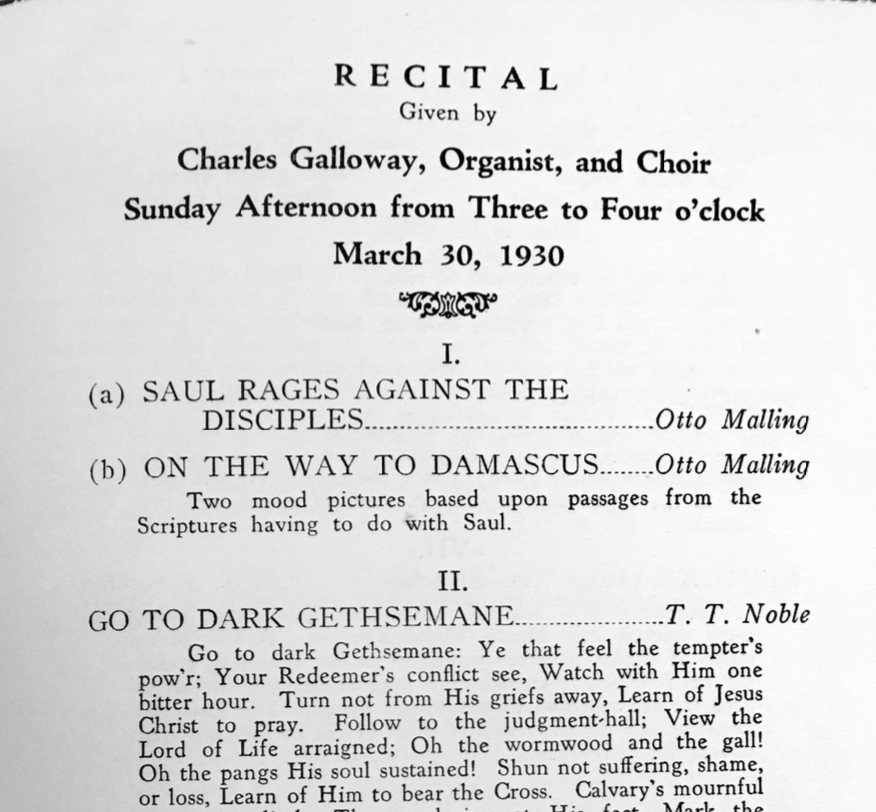 RECITAL
Given by
Charles Galloway, Organist, and Choir
Sunday Afternoon from Three to Four o'clock
March 30, 1930
I.
(a) SAUL RAGES AGAINST THE
DISCIPLES..........................................Otto Malling
(b) ON THE WAY TO DAMASCUS........Otto Malling
Two mood pictures based upon passages from the
Scriptures having to do with Saul.
II.
GO TO DARK GETHSEMANE......................T. T. Noble
Go to dark Gethsemane: Ye that feel the tempter's
pow'r; Your Redeemer's conflict see, Watch with Him one
bitter hour. Turn not from His griefs away, Learn of Jesus
Christ to pray. Follow to the judgment-hall; View the
Lord of Life arraigned; Oh the wormwood and the gall!
Oh the pangs His soul sustained! Shun not suffering, shame,
or loss, Learn of Him to bear the Cross. Calvary's mournful
His feet. Mark the